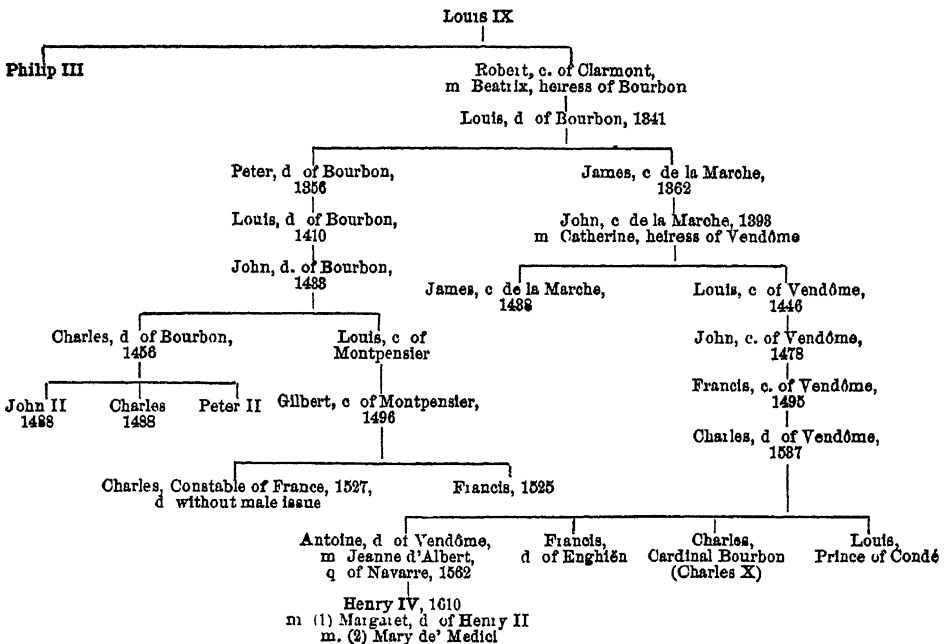 Louis IX
Philip III
Robert, c. of Clarmont,
m Beatrix, heiress of Bourbon
Louis, d of Bourbon, 1341
Peter, d of Bourbon,
1356
James, c de la Marche,
1362
Louis, d of Bourbon,
1410
John, c de la Marche, 1393
m Catherine, heiress of Vendôme
John, d. of Bourbon,
1433
James, c de la Marche,
1438
Louis, c of Vendôme,
1446
Charles, d of Bourbon,
1456
Louis, c of
Montpensier
John, c. of Vendôme,
1478
John II
1488
Charles
1488
Peter II
Gilbert, c of Montpensier,
1496
Francis, c. of Vendôme,
1495
Charles, d of Vendôme,
1537
Charles, Constable of France, 1527,
d without male issue
Francis, 1525
Antoine, d of Vendôme,
m Jeanne d'Albert,
q of Navarre, 1562
Francis,
d of Enghiën
Charles,
Cardinal Bourbon
(Charles X)
Louis,
Prince of Condé
Henry IV, 1610
m (1) Margaret, d of Henry II
m. (2) Mary de' Medici